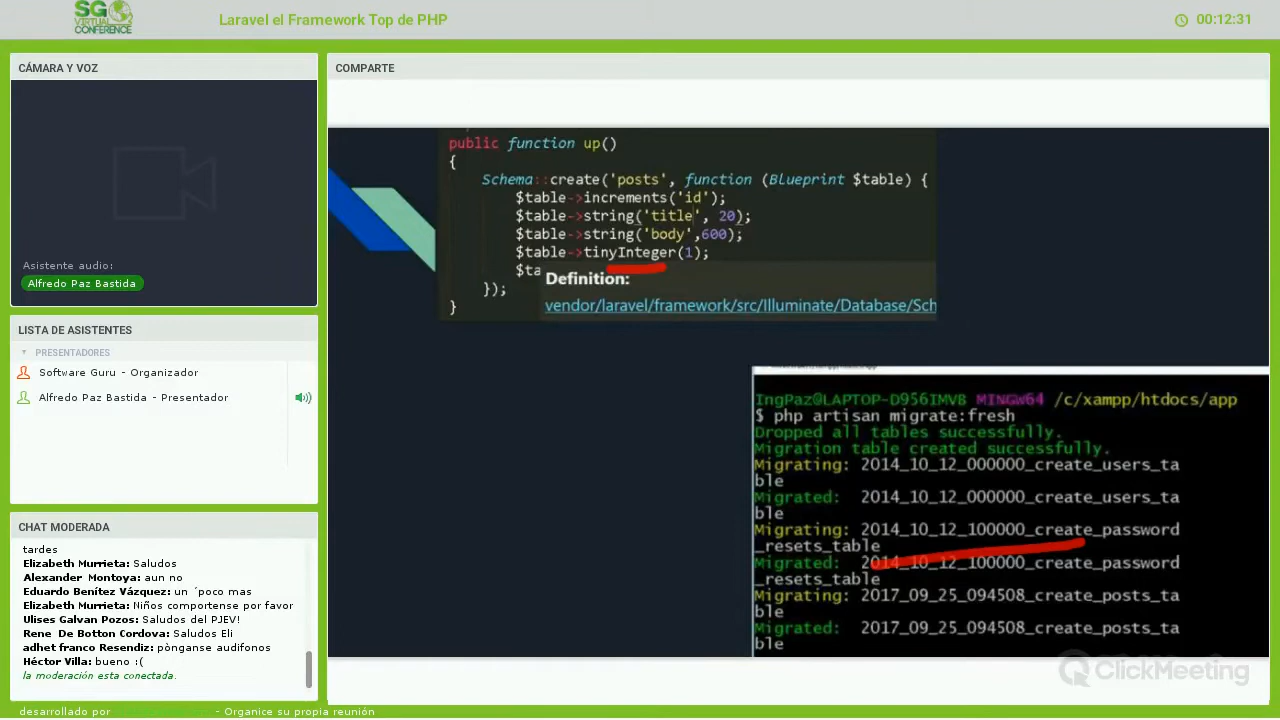 SG
VIRTUAL
CONFERENCE
Laravel el Framework Top de PHP
00:12:31
CÁMARA Y VOZ
Asistente audio:
Alfredo Paz Bastida
LISTA DE ASISTENTES
PRESENTADORES
Software Guru - Organizador
Alfredo Paz Bastida - Presentador
CHAT MODERADA
tardes
Elizabeth Murrieta: Saludos
Alexander Montoya: aun no
Eduardo Benítez Vázquez: un ´poco mas
Elizabeth Murrieta: Niños comportense por favor
Ulises Galvan Pozos: Saludos del PJEV!
Rene De Botton Cordova: Saludos Eli
adhet franco Resendiz: pònganse audifonos
Héctor Villa: bueno :(
la moderación esta conectada.
desarrollado por - Organice su propia reunión
COMPARTE
public function up()
{
Schema::create('posts', function (Blueprint $table) {
$table->increments('id');
$table->string('title', 20);
$table->string('body',600);
$table->tinyInteger(1);
$ta
Definition:
});
vendor/laravel/framework/src/Illuminate/Database/Sch
}
IngPaz@LAPTOP-D956IMVB MINGW64 /c/xampp/htdocs/app
$ php artisan migrate:fresh
Dropped all tables successfully.
Migration table created successfully.
Migrating: 2014_10_12_000000_create_users_ta
ble
Migrated: 2014_10_12_000000_create_users_ta
ble
Migrating: 2014_10_12_100000_create_password
_resets_table
Migrated: 2014_10_12_100000_create_password
_resets_table
Migrating: 2017_09_25_094508_create_posts_ta
ble
Migrated: 2017_09_25_094508_create_posts_ta
ble
ClickMeeting